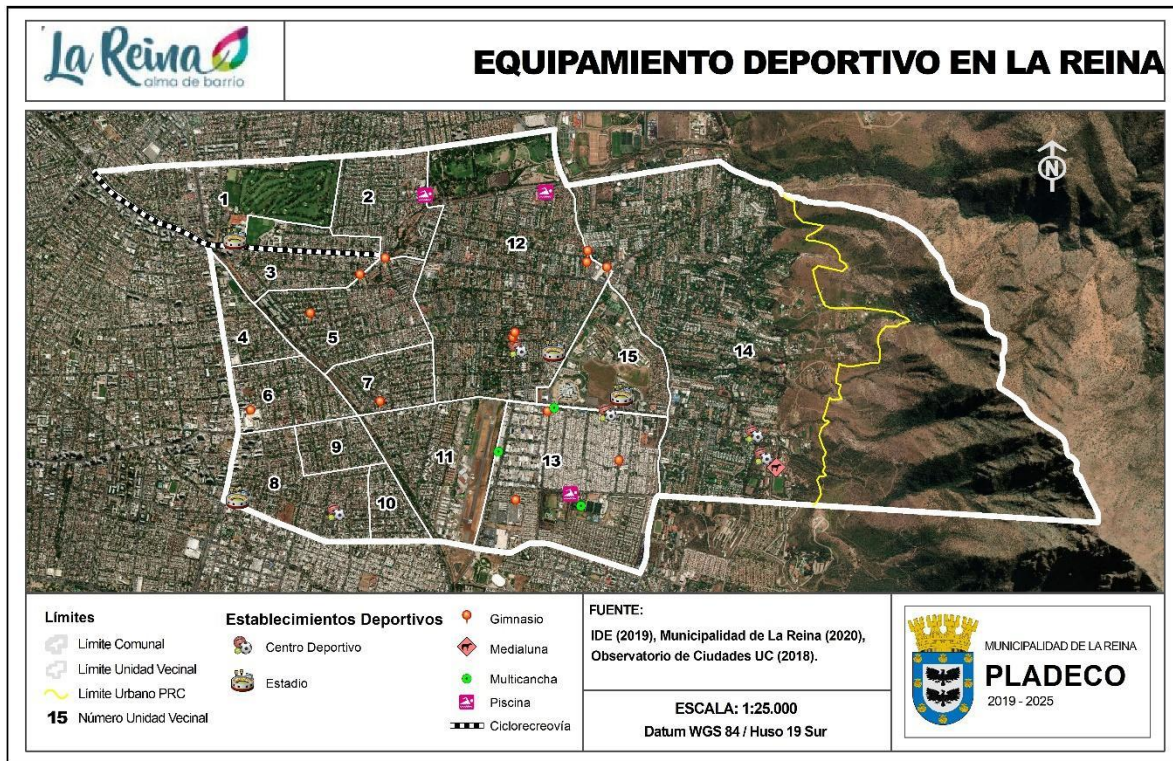 La Reina
alma de barrio
EQUIPAMIENTO DEPORTIVO EN LA REINA
N
1
2
12
3
4
5
15
14
7
6
9
11
13
8
10
Límites
Límite Comunal
Límite Unidad Vecinal
Límite Urbano PRC
15 Número Unidad Vecinal
Establecimientos Deportivos
Centro Deportivo
Estadio
Gimnasio
Medialuna
Multicancha
Piscina
Ciclorecreovía
FUENTE:
IDE (2019), Municipalidad de La Reina (2020),
Observatorio de Ciudades UC (2018).
ESCALA: 1:25.000
Datum WGS 84 / Huso 19 Sur
MUNICIPALIDAD DE LA REINA
PLADECO
2019 - 2025